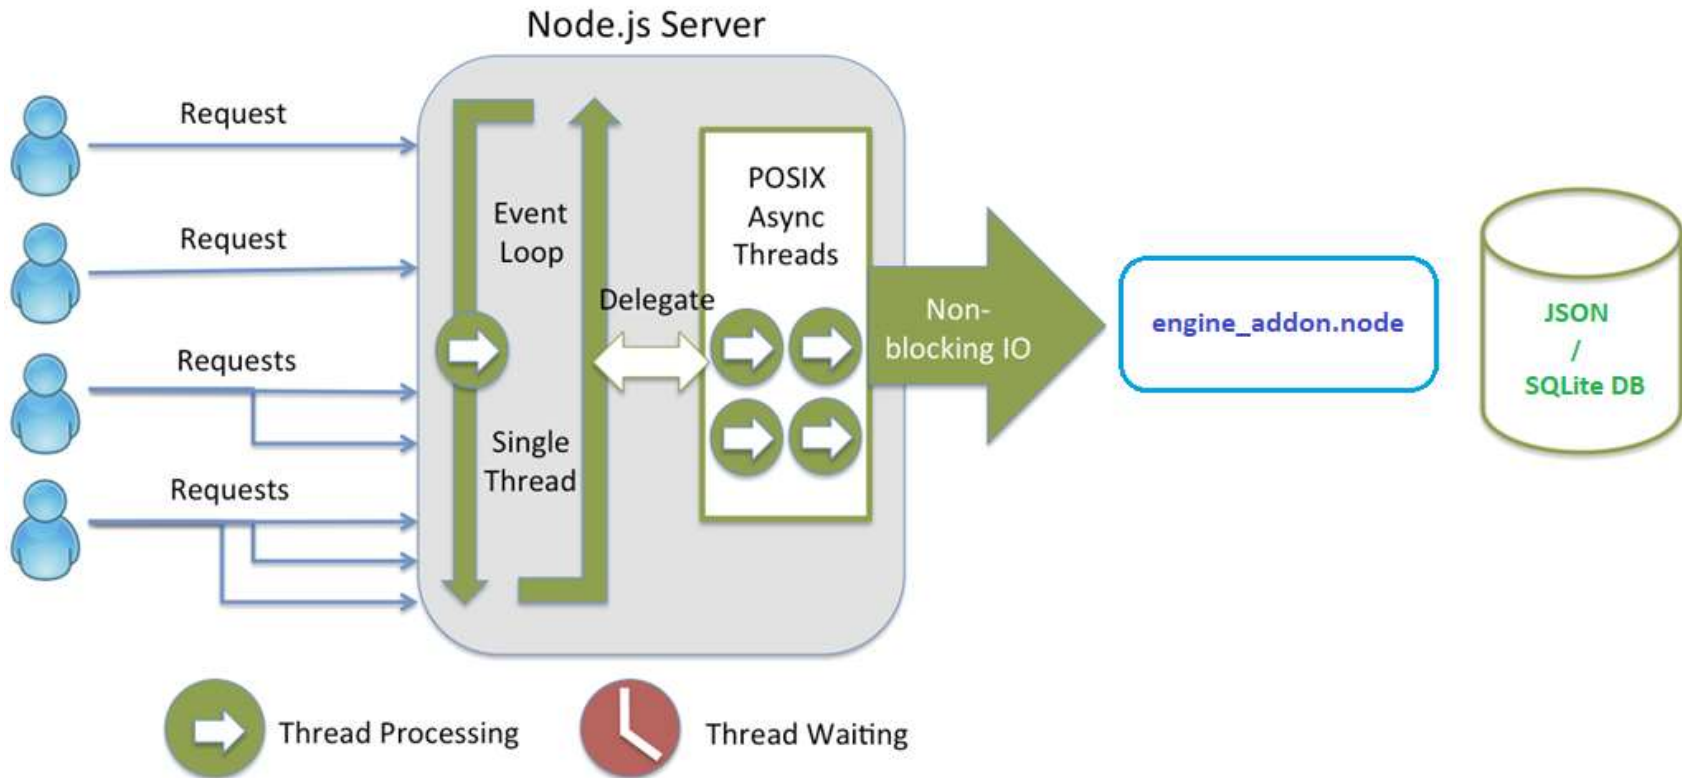 Node.js Server
Request
Request
Requests
Requests
Event
Loop
Single
Thread
Delegate
POSIX
Async
Threads
Non-
blocking IO
engine_addon.node
JSON
/
SQLite DB
Thread Processing
Thread Waiting